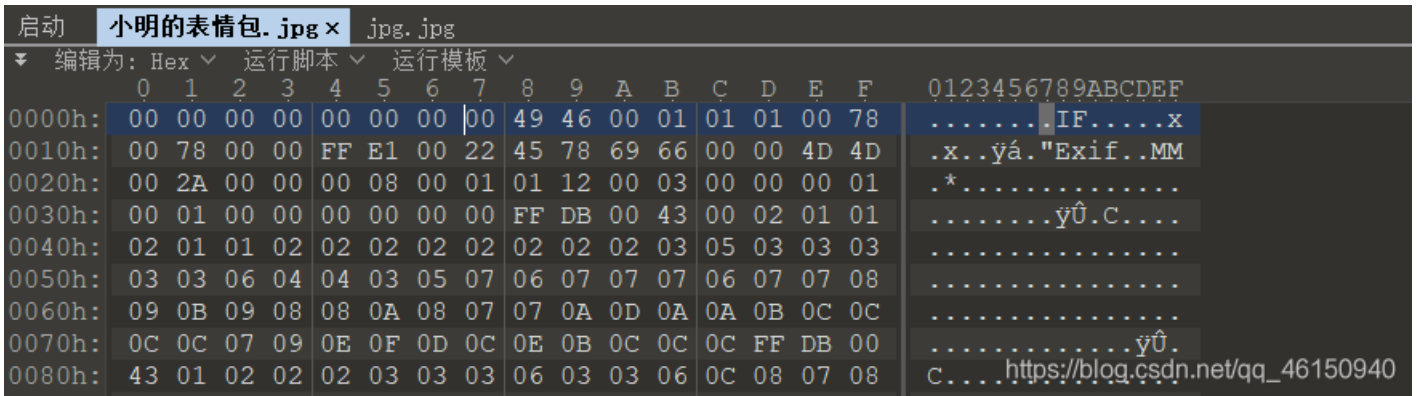 启动 小明的表情包.jpg × jpg.jpg
编辑为: Hex 运行脚本 运行模板
0 1 2 3 4 5 6 7 8 9 A B C D E F 0123456789ABCDEF
0000h: 00 00 00 00 00 00 00 00 49 46 00 01 01 01 00 78 ........IF.....x
0010h: 00 78 00 00 FF E1 00 22 45 78 69 66 00 00 4D 4D .x..ÿá."Exif..MM
0020h: 00 2A 00 00 00 08 00 01 01 12 00 03 00 00 00 01 .*..............
0030h: 00 01 00 00 00 00 00 00 FF DB 00 43 00 02 01 01 ........ÿÛ.C....
0040h: 02 01 01 02 02 02 02 02 02 02 02 03 05 03 03 03 ................
0050h: 03 03 06 04 04 03 05 07 06 07 07 07 06 07 07 08 ................
0060h: 09 0B 09 08 08 0A 08 07 07 0A 0D 0A 0A 0B 0C 0C ................
0070h: 0C 0C 07 09 0E 0F 0D 0C 0E 0B 0C 0C 0C FF DB 00 .............ÿÛ.
0080h: 43 01 02 02 02 03 03 03 06 03 03 06 0C 08 07 08 C...............
https://blog.csdn.net/qq_46150940